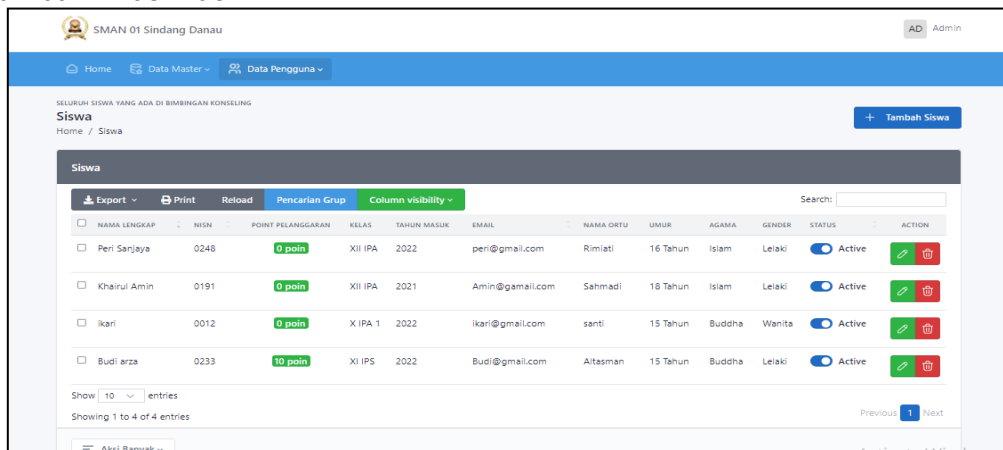 SMAN 01 Sindang Danau
AD Admin
Home Data Master Data Pengguna
SELURUH SISWA YANG ADA DI BIMBINGAN KONSELING
Siswa
Home / Siswa
+ Tambah Siswa
Siswa
Export Print Reload Pencarian Grup Column visibility
Search:
NAMA LENGKAP NISN POINT PELANGGARAN KELAS TAHUN MASUK EMAIL NAMA ORTU UMUR AGAMA GENDER STATUS ACTION
Peri Sanjaya 0248 0 poin XII IPA 2022 peri@gmail.com Rimiati 16 Tahun Islam Lelaki Active
Khairul Amin 0191 0 poin XII IPA 2021 Amin@gamail.com Sahmadi 18 Tahun Islam Lelaki Active
ikari 0012 0 poin X IPA 1 2022 ikari@gmail.com santi 15 Tahun Buddha Wanita Active
Budi arza 0233 10 poin XI IPS 2022 Budi@gmail.com Altasman 15 Tahun Buddha Lelaki Active
Show 10 entries
Showing 1 to 4 of 4 entries
Previous 1 Next
Aksi Banyak